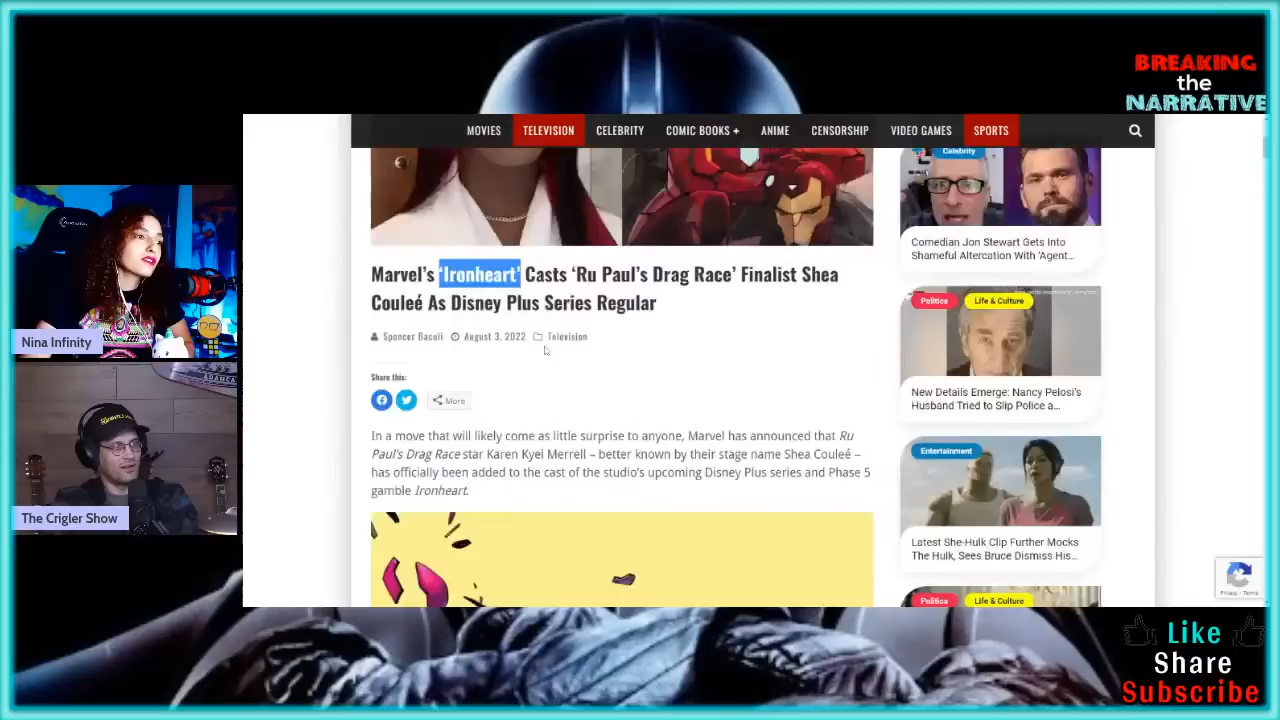 BREAKING
the
NARRATIVE
MOVIES TELEVISION CELEBRITY COMIC BOOKS + ANIME CENSORSHIP VIDEO GAMES SPORTS
Marvel's 'Ironheart' Casts 'Ru Paul's Drag Race' Finalist Shea
Couleé As Disney Plus Series Regular
Spencer Baculi August 3, 2022 Television
Share this:
More
In a move that will likely come as little surprise to anyone, Marvel has announced that Ru
Paul's Drag Race star Karen Kyei Merrell – better known by their stage name Shea Couleé –
has officially been added to the cast of the studio's upcoming Disney Plus series and Phase 5
gamble Ironheart.
Celebrity
Comedian Jon Stewart Gets Into
Shameful Altercation With 'Agent...
Politics Life & Culture
New Details Emerge: Nancy Pelosi's
Husband Tried to Slip Police a...
Entertainment
Latest She-Hulk Clip Further Mocks
The Hulk, Sees Bruce Dismiss His...
Politics Life & Culture
Privacy - Terms
Nina Infinity
The Crigler Show
Like
Share
Subscribe